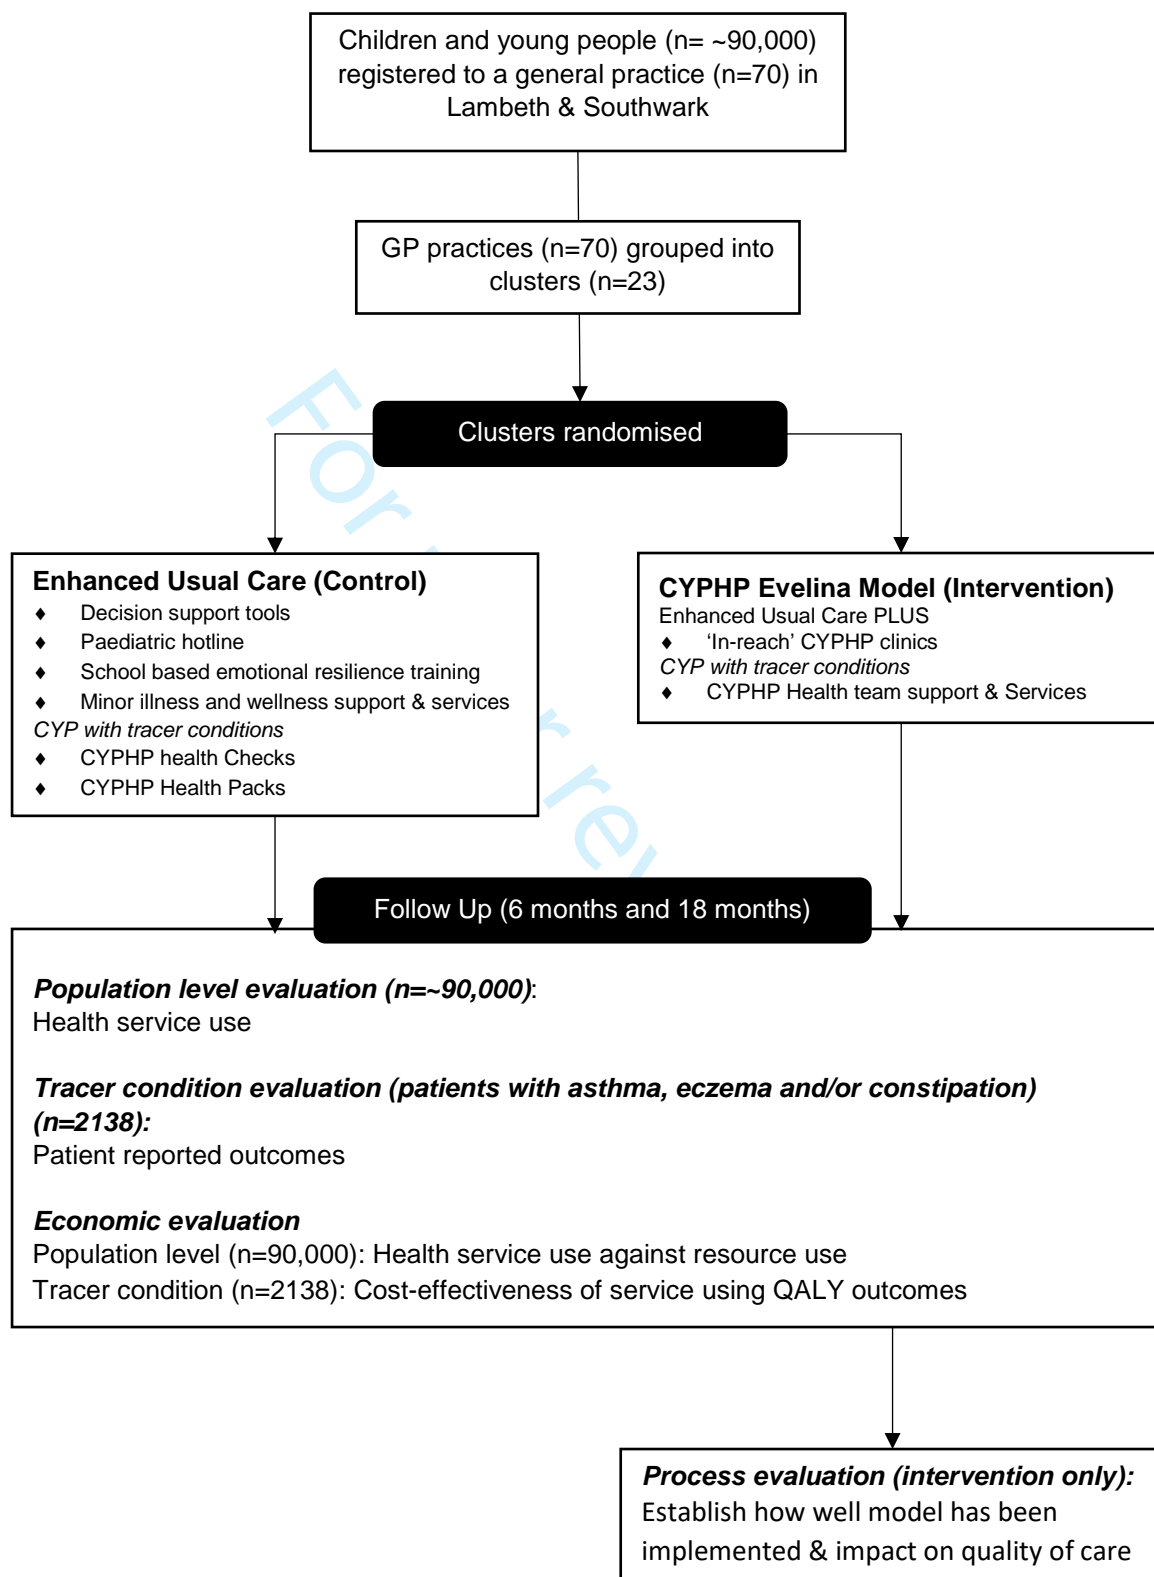 Children and young people (n= ~90,000)
registered to a general practice (n=70) in
Lambeth & Southwark
GP practices (n=70) grouped into
clusters (n=23)
Clusters randomised
Enhanced Usual Care (Control)
♦ Decision support tools
♦ Paediatric hotline
♦ School based emotional resilience training
♦ Minor illness and wellness support & services
CYP with tracer conditions
♦ CYPHP health Checks
♦ CYPHP Health Packs
CYPHP Evelina Model (Intervention)
Enhanced Usual Care PLUS
♦ ‘In-reach’ CYPHP clinics
CYP with tracer conditions
♦ CYPHP Health team support & Services
Follow Up (6 months and 18 months)
Population level evaluation (n=~90,000):
Health service use
Tracer condition evaluation (patients with asthma, eczema and/or constipation)
(n=2138):
Patient reported outcomes
Economic evaluation
Population level (n=90,000): Health service use against resource use
Tracer condition (n=2138): Cost-effectiveness of service using QALY outcomes
Process evaluation (intervention only):
Establish how well model has been
implemented & impact on quality of care
For